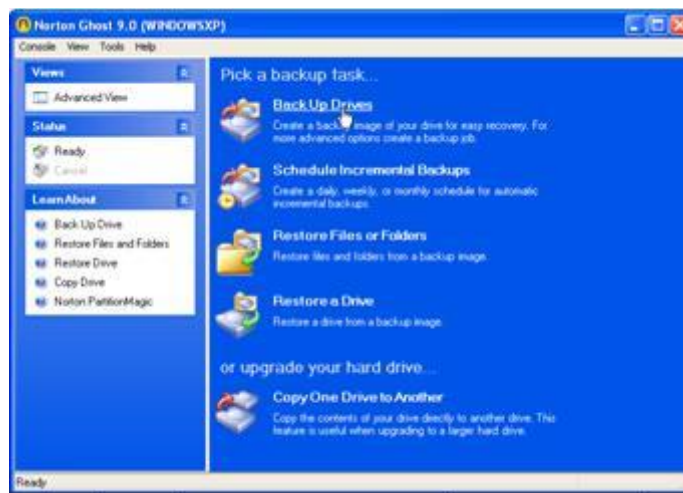 Norton Ghost 9.0 (WINDOWSXP)
Console View Tools Help
Views
Advanced View
Status
Ready
Cancel
Learn About
Back Up Drive
Restore Files and Folders
Restore Drive
Copy Drive
Norton PartitionMagic
Pick a backup task...
Back Up Drives
Create a backup image of your drive for easy recovery. For
more advanced options create a backup job.
Schedule Incremental Backups
Create a daily, weekly, or monthly schedule for automatic
incremental backups.
Restore Files or Folders
Restore files and folders from a backup image.
Restore a Drive
Restore a drive from a backup image.
or upgrade your hard drive...
Copy One Drive to Another
Copy the contents of your drive directly to another drive. This
feature is useful when upgrading to a larger hard drive.
Ready